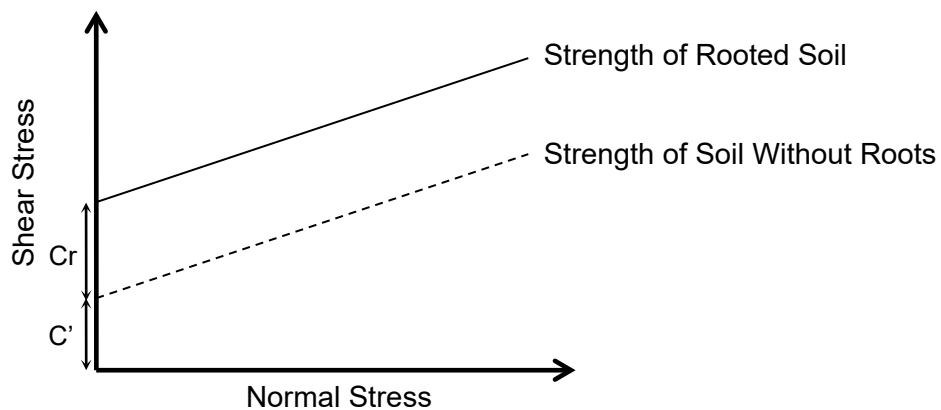 Strength of Rooted Soil
Strength of Soil Without Roots
Shear Stress
Cr
C’
Normal Stress